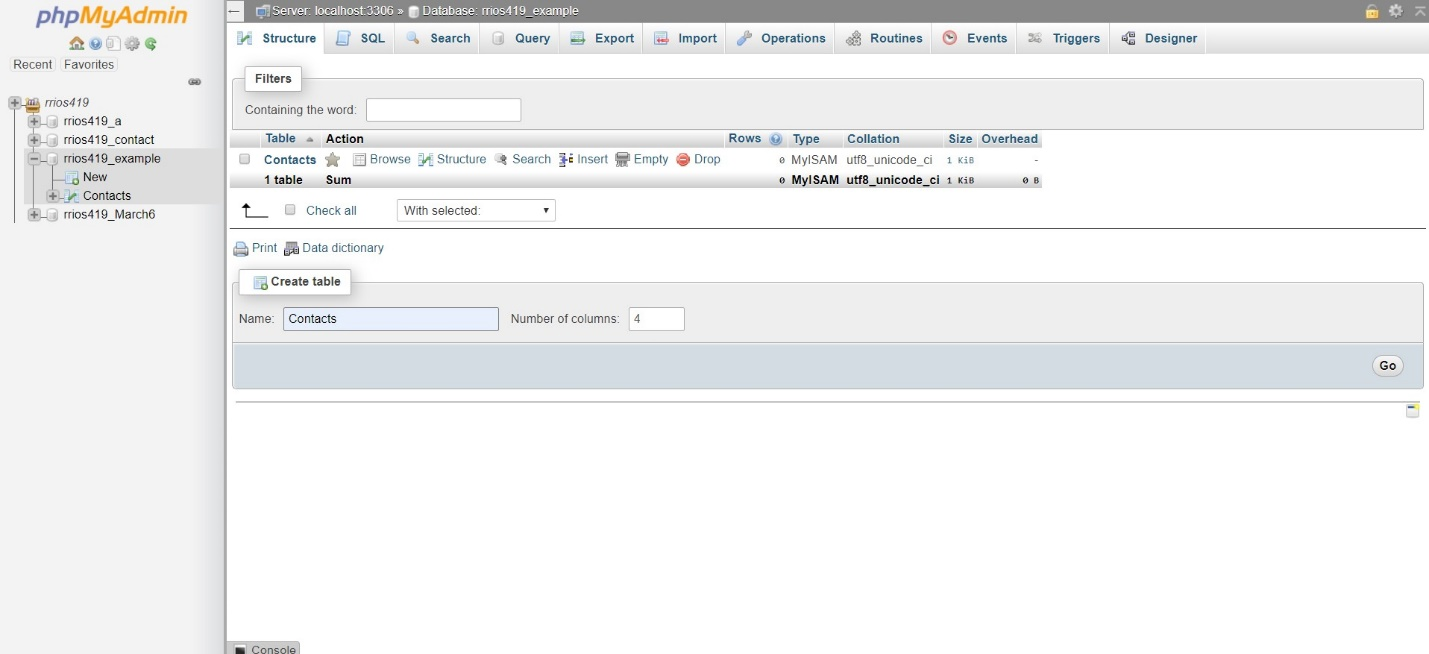 phpMyAdmin
Recent Favorites
rrios419
rrios419_a
rrios419_contact
rrios419_example
New
Contacts
rrios419_March6
Server: localhost:3306 » Database: rrios419_example
Structure SQL Search Query Export Import Operations Routines Events Triggers Designer
Filters
Containing the word:
Table Action Rows Type Collation Size Overhead
Contacts Browse Structure Search Insert Empty Drop 0 MyISAM utf8_unicode_ci 1 KiB -
1 table Sum 0 MyISAM utf8_unicode_ci 1 KiB 0 B
Check all With selected:
Print Data dictionary
Create table
Name: Contacts Number of columns: 4
Go
Console